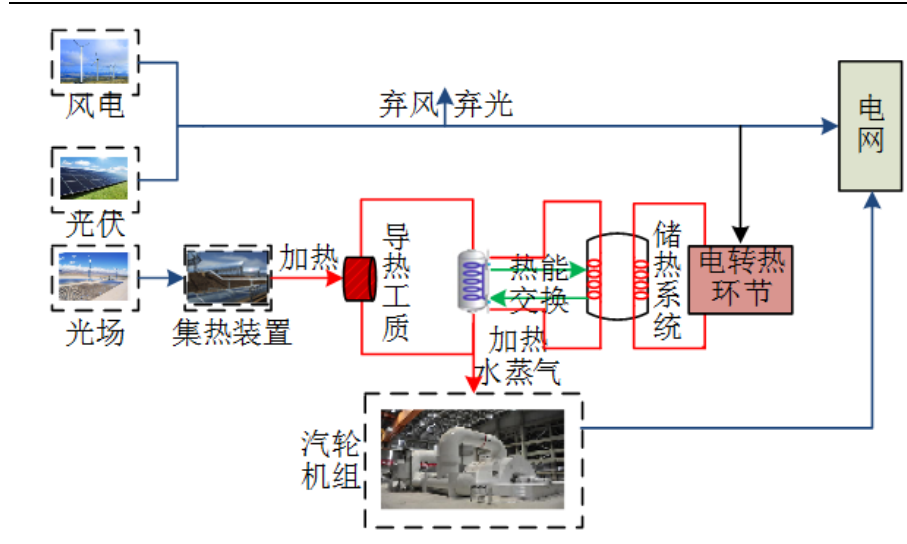 风电
弃风
弃光
电
网
光伏
光场
集热装置
加热
导
热
工
质
热能
交换
储
热
系
统
电转热
环节
加热
水蒸气
汽轮
机组